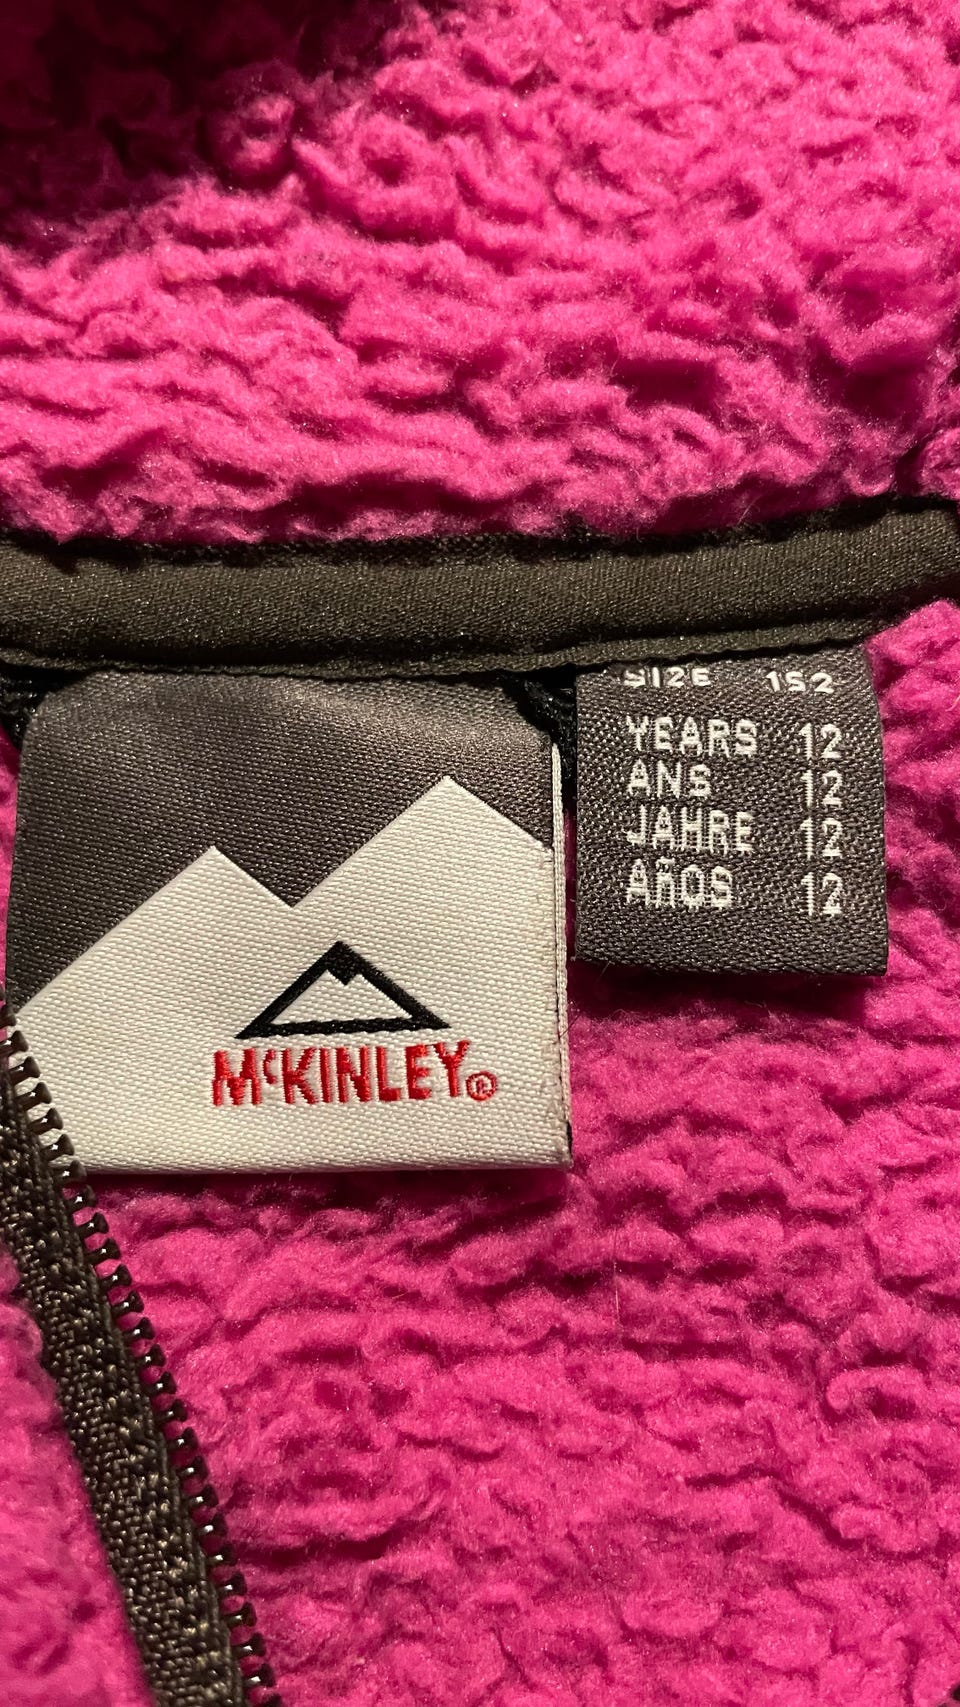 McKINLEY®
SIZE 152
YEARS 12
ANS 12
JAHRE 12
AÑOS 12